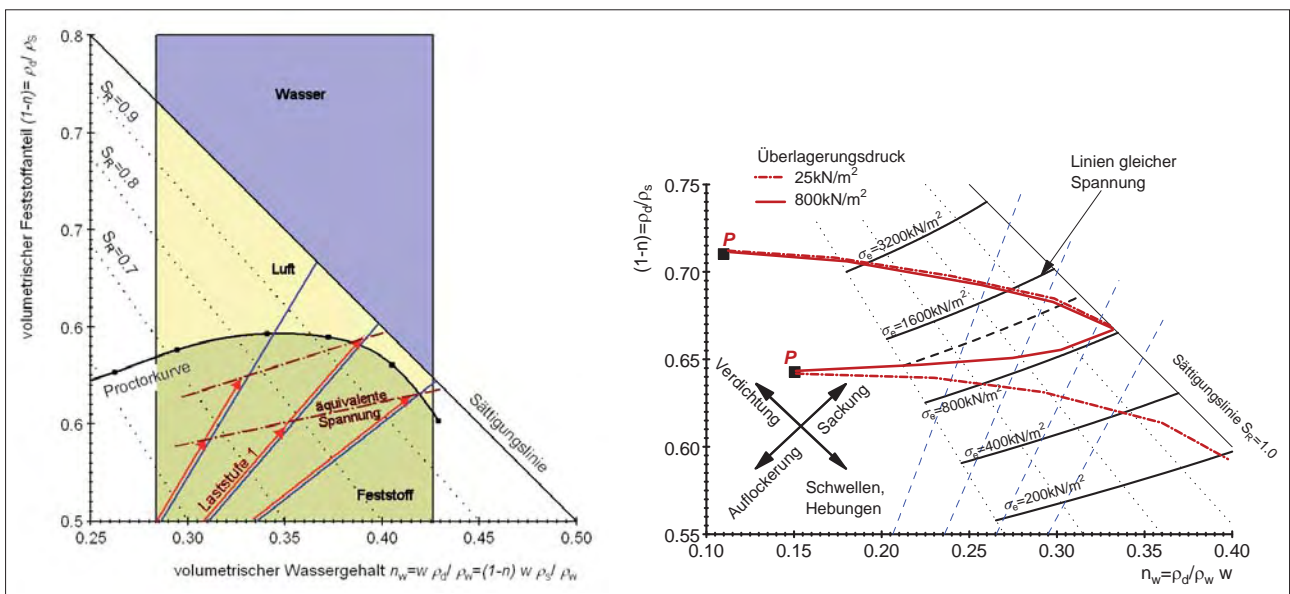 volumetrischer Feststoffanteil (1-n)= ρd/ ρS
0.8
0.7
0.7
0.6
0.6
0.5
SR=0.9
SR=0.8
SR=0.7
Wasser
Luft
Proctorkurve
äquivalente
Spannung
Laststufe 1
Feststoff
Sättigungslinie
0.25
0.30
0.35
0.40
0.45
0.50
volumetrischer Wassergehalt nw=w ρd/ ρw=(1-n) w ρs/ ρw
Überlagerungsdruck
25kN/m²
800kN/m²
Linien gleicher
Spannung
(1-n)=ρd/ρs
0.75
0.70
0.65
0.60
0.55
P
P
σe=3200kN/m²
σe=1600kN/m²
σe=800kN/m²
σe=400kN/m²
σe=200kN/m²
Verdichtung
Sackung
Auflockerung
Schwellen,
Hebungen
Sättigungslinie SR=1.0
0.10
0.15
0.20
0.25
0.30
0.35
0.40
nw=ρd/ρw w